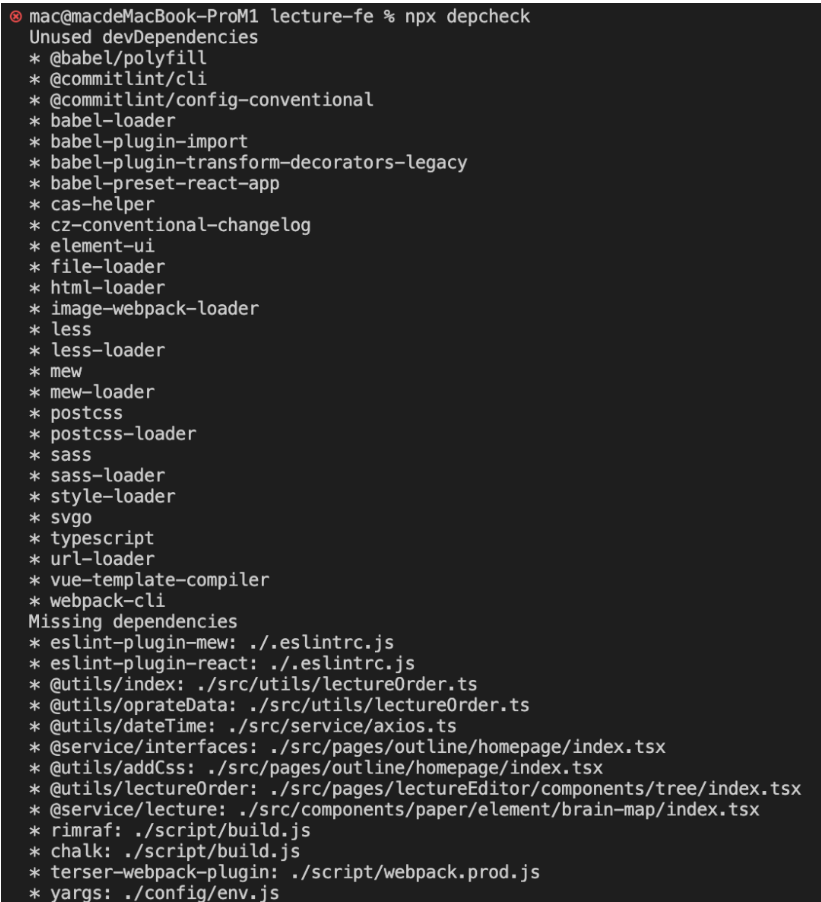 mac@macdeMacBook-ProM1 lecture-fe % npx depcheck
Unused devDependencies
* @babel/polyfill
* @commitlint/cli
* @commitlint/config-conventional
* babel-loader
* babel-plugin-import
* babel-plugin-transform-decorators-legacy
* babel-preset-react-app
* cas-helper
* cz-conventional-changelog
* element-ui
* file-loader
* html-loader
* image-webpack-loader
* less
* less-loader
* mew
* mew-loader
* postcss
* postcss-loader
* sass
* sass-loader
* style-loader
* svgo
* typescript
* url-loader
* vue-template-compiler
* webpack-cli
Missing dependencies
* eslint-plugin-mew: ./.eslintrc.js
* eslint-plugin-react: ./.eslintrc.js
* @utils/index: ./src/utils/lectureOrder.ts
* @utils/oprateData: ./src/utils/lectureOrder.ts
* @utils/dateTime: ./src/service/axios.ts
* @service/interfaces: ./src/pages/outline/homepage/index.tsx
* @utils/addCss: ./src/pages/outline/homepage/index.tsx
* @utils/lectureOrder: ./src/pages/lectureEditor/components/tree/index.tsx
* @service/lecture: ./src/components/paper/element/brain-map/index.tsx
* rimraf: ./script/build.js
* chalk: ./script/build.js
* terser-webpack-plugin: ./script/webpack.prod.js
* yargs: ./config/env.js